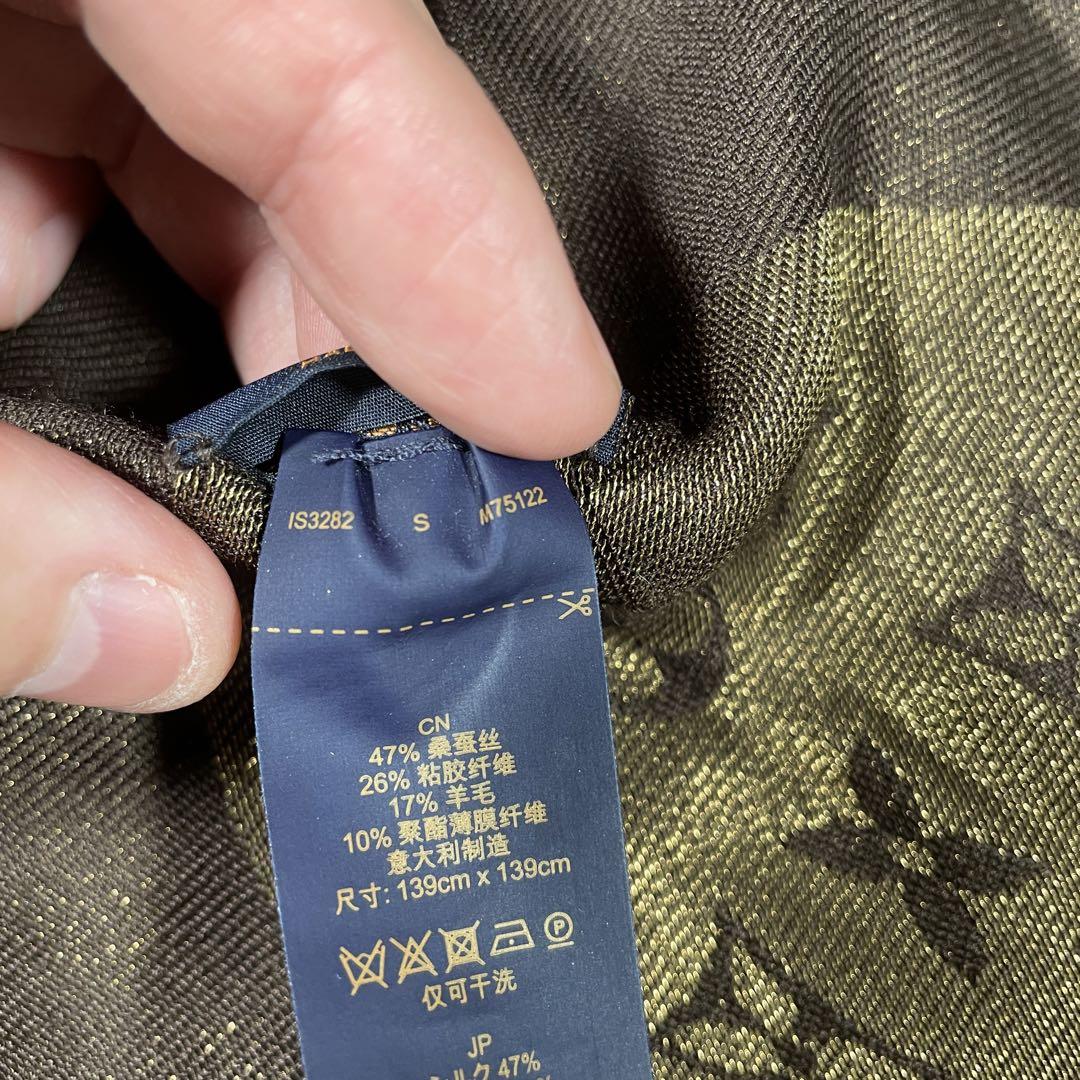 IS3282 S M75122
CN
47% 桑蚕丝
26% 粘胶纤维
17% 羊毛
10% 聚酯薄膜纤维
意大利制造
尺寸: 139cm x 139cm
P
仅可干洗
JP
シルク 47%